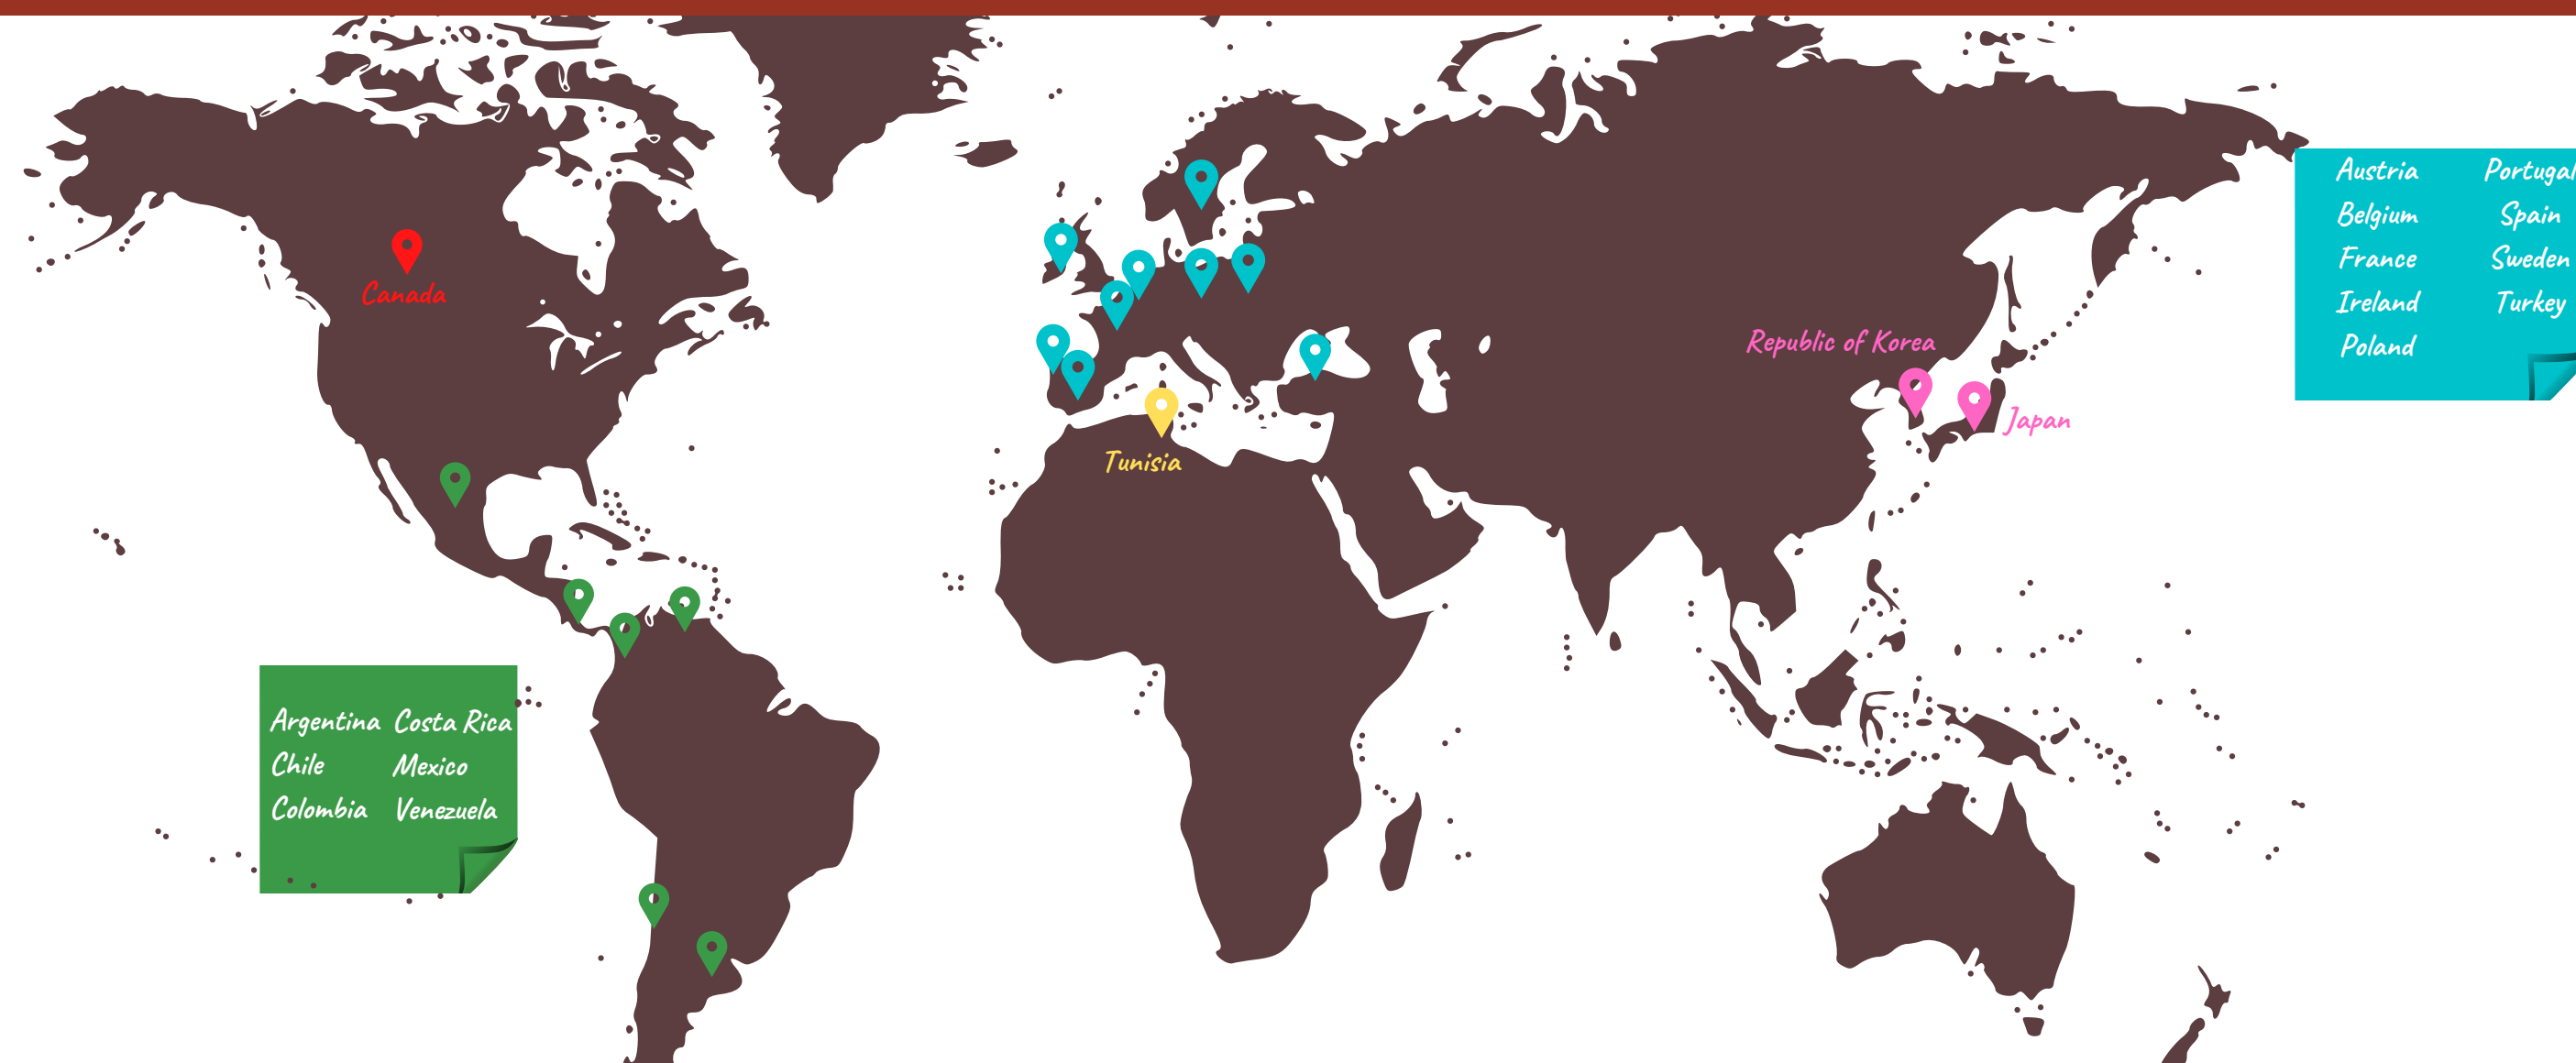 Canada
Republic of Korea
Japan
Tunisia
Austria
Belgium
France
Ireland
Poland
Portugal
Spain
Sweden
Turkey
Argentina
Chile
Colombia
Costa Rica
Mexico
Venezuela